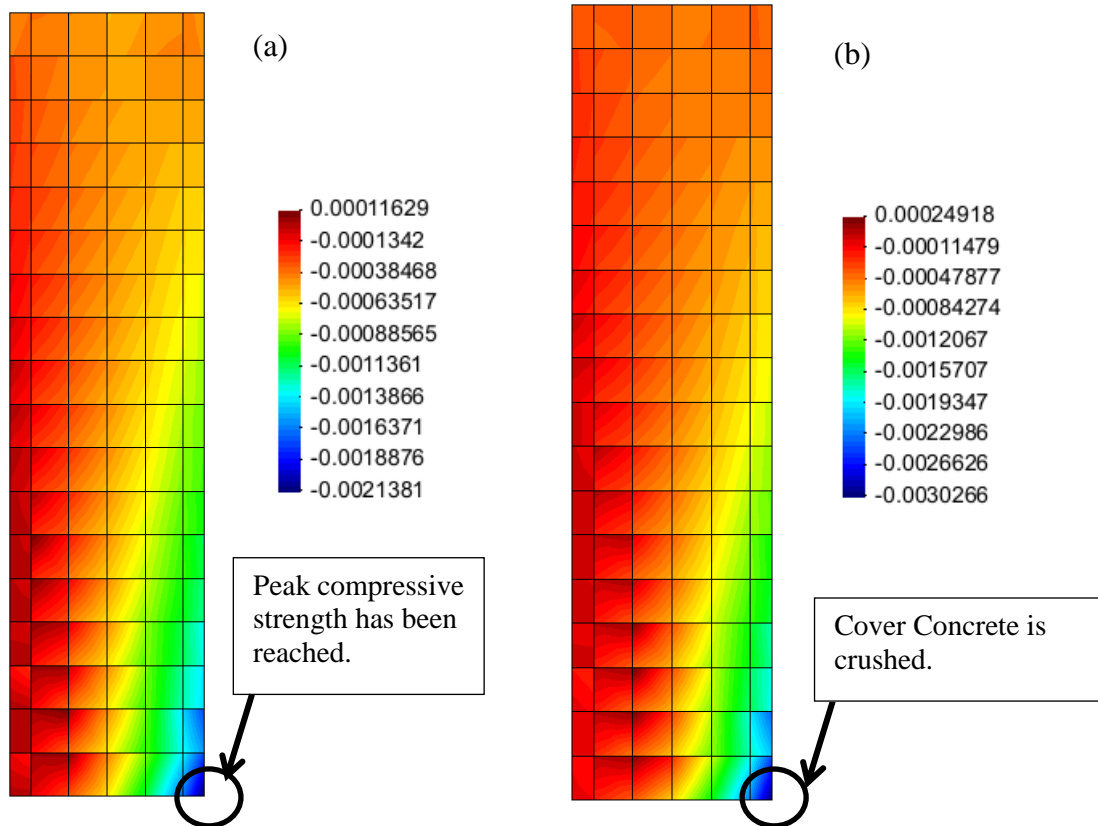 (a)
0.00011629
-0.0001342
-0.00038468
-0.00063517
-0.00088565
-0.0011361
-0.0013866
-0.0016371
-0.0018876
-0.0021381
Peak compressive
strength has been
reached.
(b)
0.00024918
-0.00011479
-0.00047877
-0.00084274
-0.0012067
-0.0015707
-0.0019347
-0.0022986
-0.0026626
-0.0030266
Cover Concrete is
crushed.